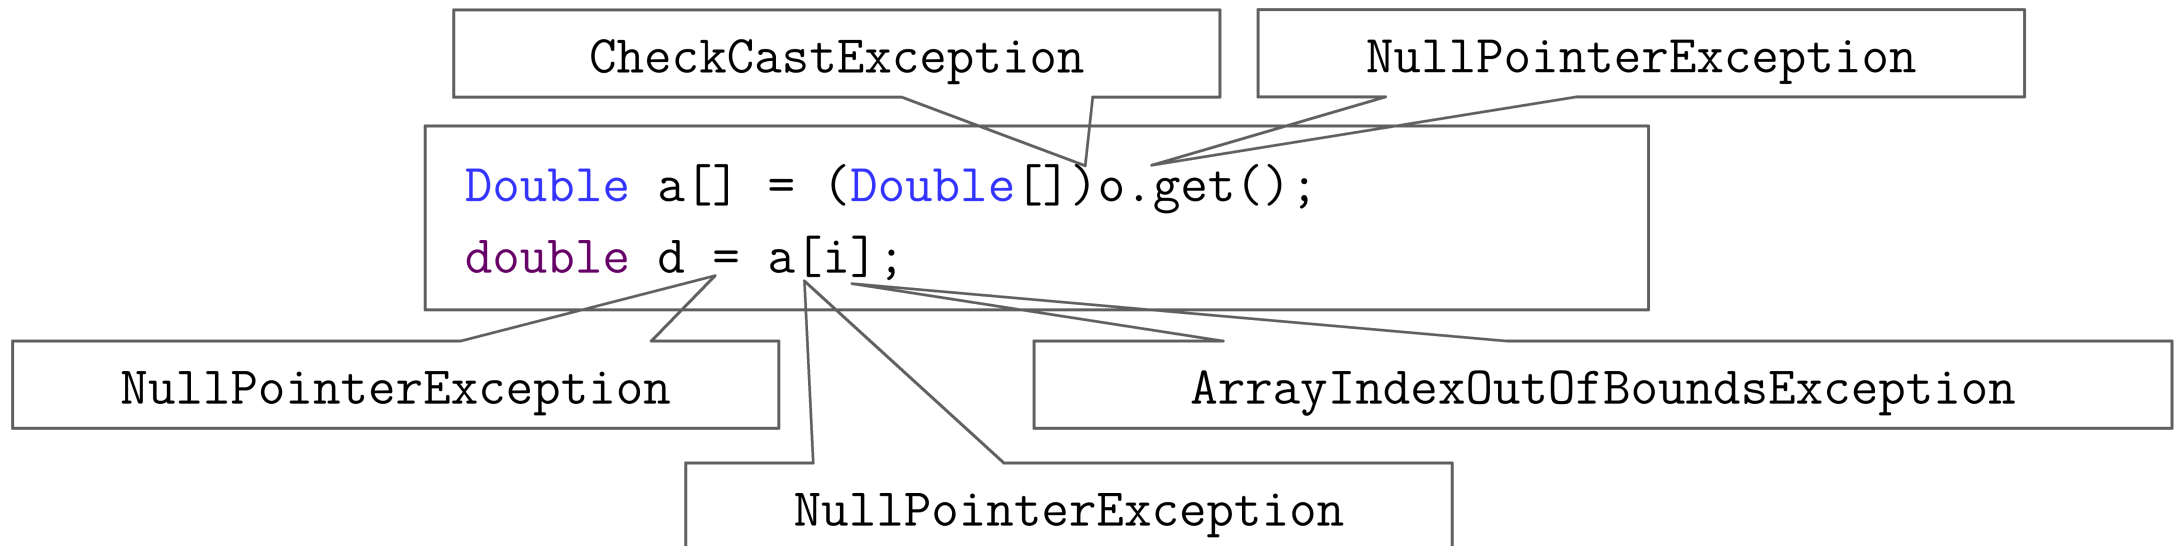 CheckCastException
NullPointerException
Double a[] = (Double[])o.get();
double d = a[i];
NullPointerException
ArrayIndexOutOfBoundsException
NullPointerException